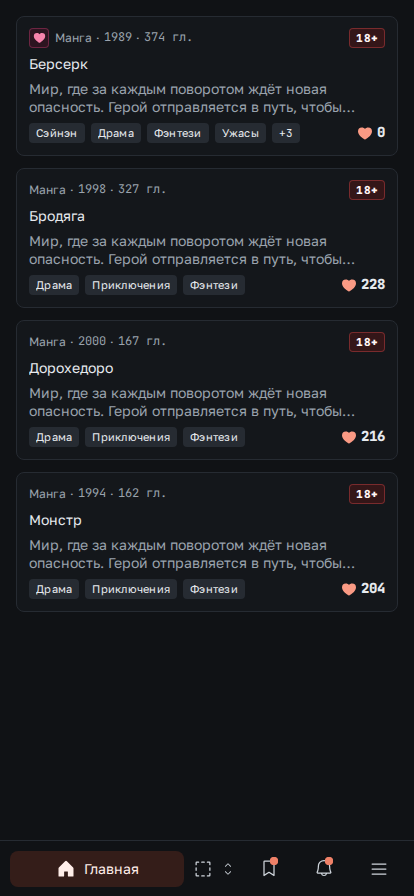 Манга · 1989 · 374 гл. 18+
Берсерк
Мир, где за каждым поворотом ждёт новая
опасность. Герой отправляется в путь, чтобы...
Сэйнэн Драма Фэнтези Ужасы +3 0
Манга · 1998 · 327 гл. 18+
Бродяга
Мир, где за каждым поворотом ждёт новая
опасность. Герой отправляется в путь, чтобы...
Драма Приключения Фэнтези 228
Манга · 2000 · 167 гл. 18+
Дорохедоро
Мир, где за каждым поворотом ждёт новая
опасность. Герой отправляется в путь, чтобы...
Драма Приключения Фэнтези 216
Манга · 1994 · 162 гл. 18+
Монстр
Мир, где за каждым поворотом ждёт новая
опасность. Герой отправляется в путь, чтобы...
Драма Приключения Фэнтези 204
Главная